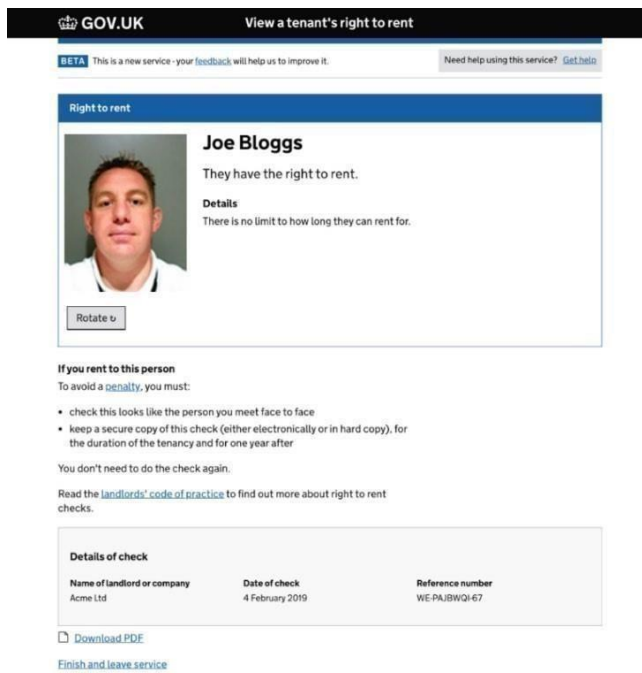 GOV.UK View a tenant's right to rent
BETA This is a new service - your feedback will help us to improve it. Need help using this service? Get help
Right to rent
Joe Bloggs
They have the right to rent.
Details
There is no limit to how long they can rent for.
Rotate ↻
If you rent to this person
To avoid a penalty, you must:
• check this looks like the person you meet face to face
• keep a secure copy of this check (either electronically or in hard copy), for
the duration of the tenancy and for one year after
You don't need to do the check again.
Read the landlords' code of practice to find out more about right to rent
checks.
Details of check
Name of landlord or company Date of check Reference number
Acme Ltd 4 February 2019 WE-PAJBWQI-67
Download PDF
Finish and leave service